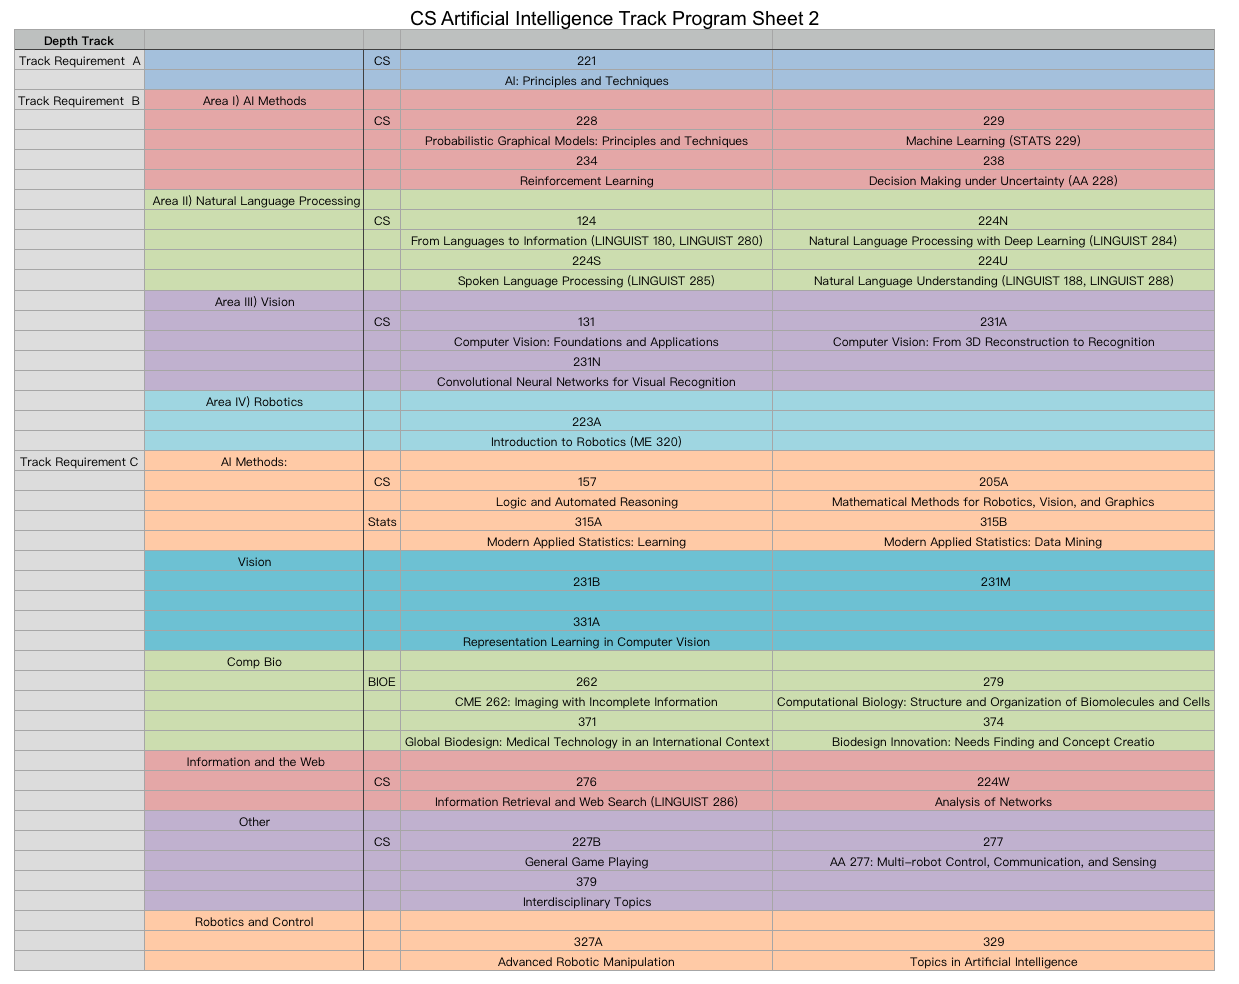 CS Artificial Intelligence Track Program Sheet 2
Depth Track
Track Requirement A CS 221
AI: Principles and Techniques
Track Requirement B Area I) AI Methods
CS 228 229
Probabilistic Graphical Models: Principles and Techniques Machine Learning (STATS 229)
234 238
Reinforcement Learning Decision Making under Uncertainty (AA 228)
Area II) Natural Language Processing
CS 124 224N
From Languages to Information (LINGUIST 180, LINGUIST 280) Natural Language Processing with Deep Learning (LINGUIST 284)
224S 224U
Spoken Language Processing (LINGUIST 285) Natural Language Understanding (LINGUIST 188, LINGUIST 288)
Area III) Vision
CS 131 231A
Computer Vision: Foundations and Applications Computer Vision: From 3D Reconstruction to Recognition
231N
Convolutional Neural Networks for Visual Recognition
Area IV) Robotics
223A
Introduction to Robotics (ME 320)
Track Requirement C AI Methods:
CS 157 205A
Logic and Automated Reasoning Mathematical Methods for Robotics, Vision, and Graphics
Stats 315A 315B
Modern Applied Statistics: Learning Modern Applied Statistics: Data Mining
Vision
231B 231M
331A
Representation Learning in Computer Vision
Comp Bio
BIOE 262 279
CME 262: Imaging with Incomplete Information Computational Biology: Structure and Organization of Biomolecules and Cells
371 374
Global Biodesign: Medical Technology in an International Context Biodesign Innovation: Needs Finding and Concept Creatio
Information and the Web
CS 276 224W
Information Retrieval and Web Search (LINGUIST 286) Analysis of Networks
Other
CS 227B 277
General Game Playing AA 277: Multi-robot Control, Communication, and Sensing
379
Interdisciplinary Topics
Robotics and Control
327A 329
Advanced Robotic Manipulation Topics in Artificial Intelligence